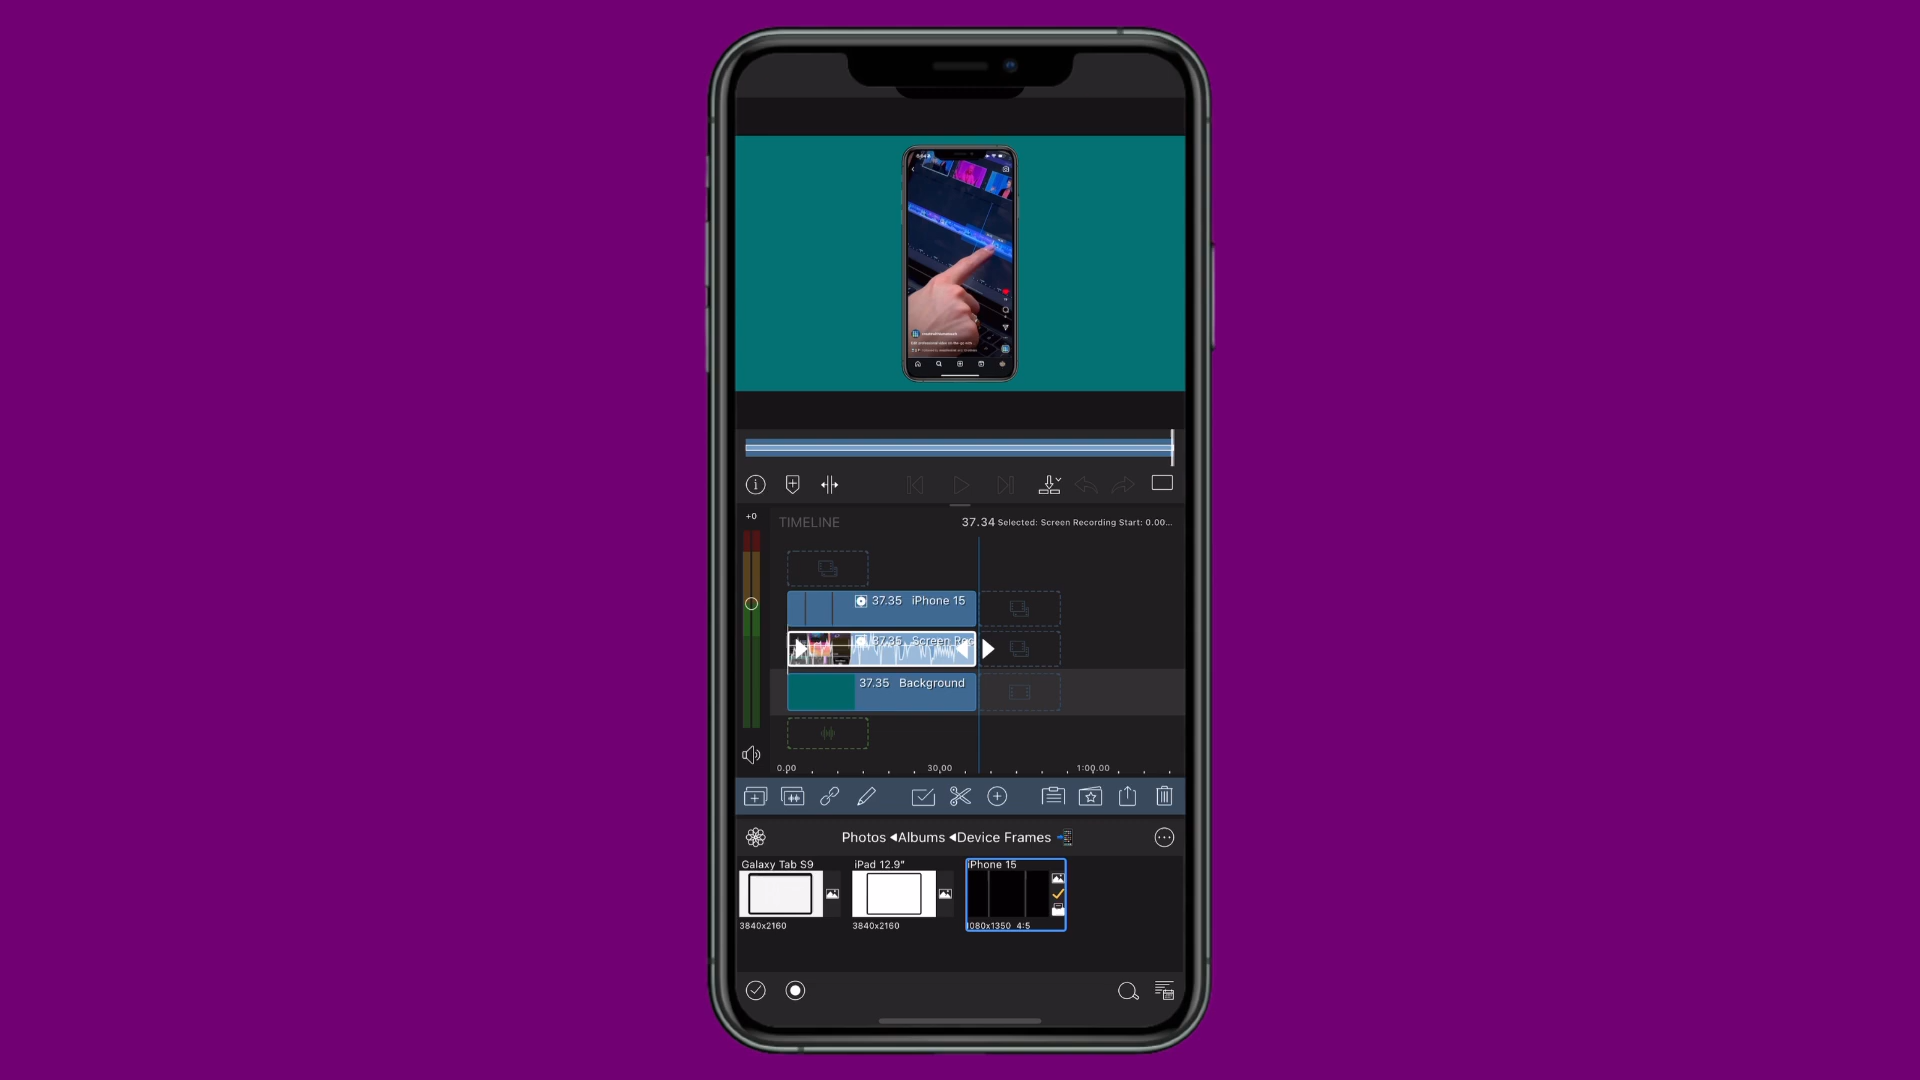 +0
TIMELINE
37.34 Selected: Screen Recording Start: 0.00...
37.35 iPhone 15
37.35 Screen Rec
37.35 Background
0.00
30.00
1:00.00
Photos ◀Albums ◀Device Frames
Galaxy Tab S9
iPad 12.9"
iPhone 15
3840x2160
3840x2160
1080x1350 4:5